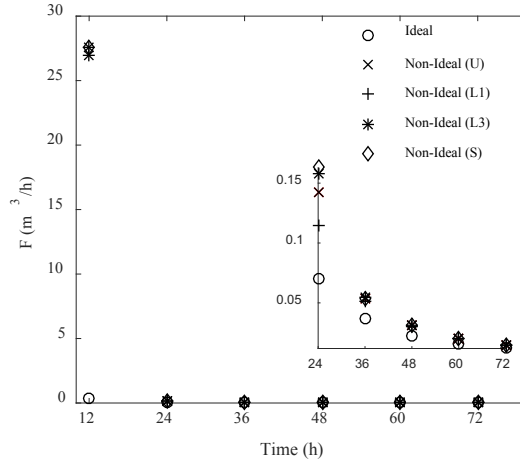 30
25
20
15
10
5
0
F (m³/h)
12 24 36 48 60 72
Time (h)
Ideal
Non-Ideal (U)
Non-Ideal (L1)
Non-Ideal (L3)
Non-Ideal (S)
0.15
0.1
0.05
24 36 48 60 72